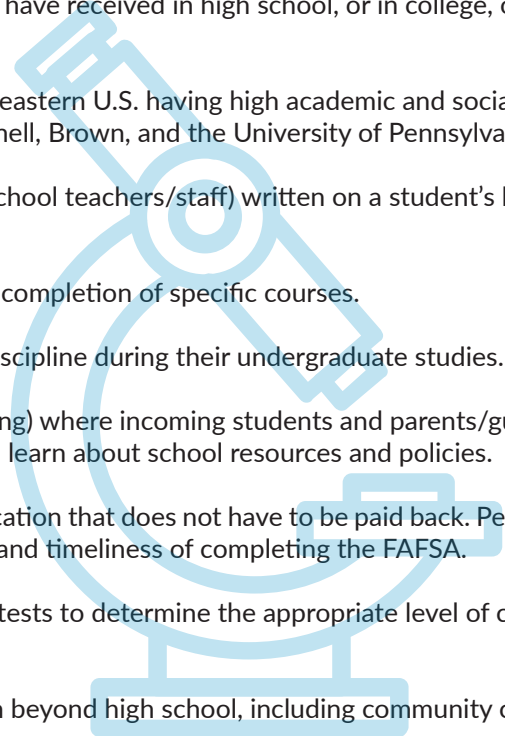 have received in high school, or in college, 
eastern U.S. having high academic and socia
nell, Brown, and the University of Pennsylva
chool teachers/staff) written on a student's
completion of specific courses.
scipline during their undergraduate studies.
ng) where incoming students and parents/gu
learn about school resources and policies.
cation that does not have to be paid back. Pe
and timeliness of completing the FAFSA.
tests to determine the appropriate level of c
beyond high school, including community c